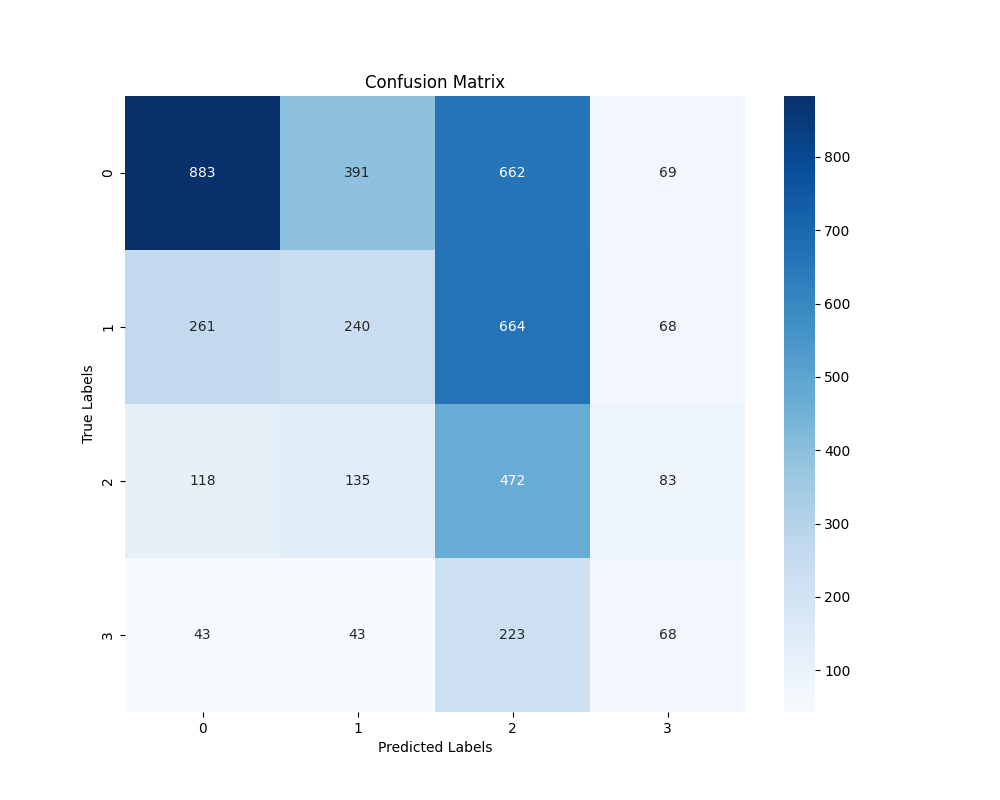 Confusion Matrix
True Labels
0
883 391 662 69
1
261 240 664 68
2
118 135 472 83
3
43 43 223 68
0 1 2 3
Predicted Labels
800
700
600
500
400
300
200
100